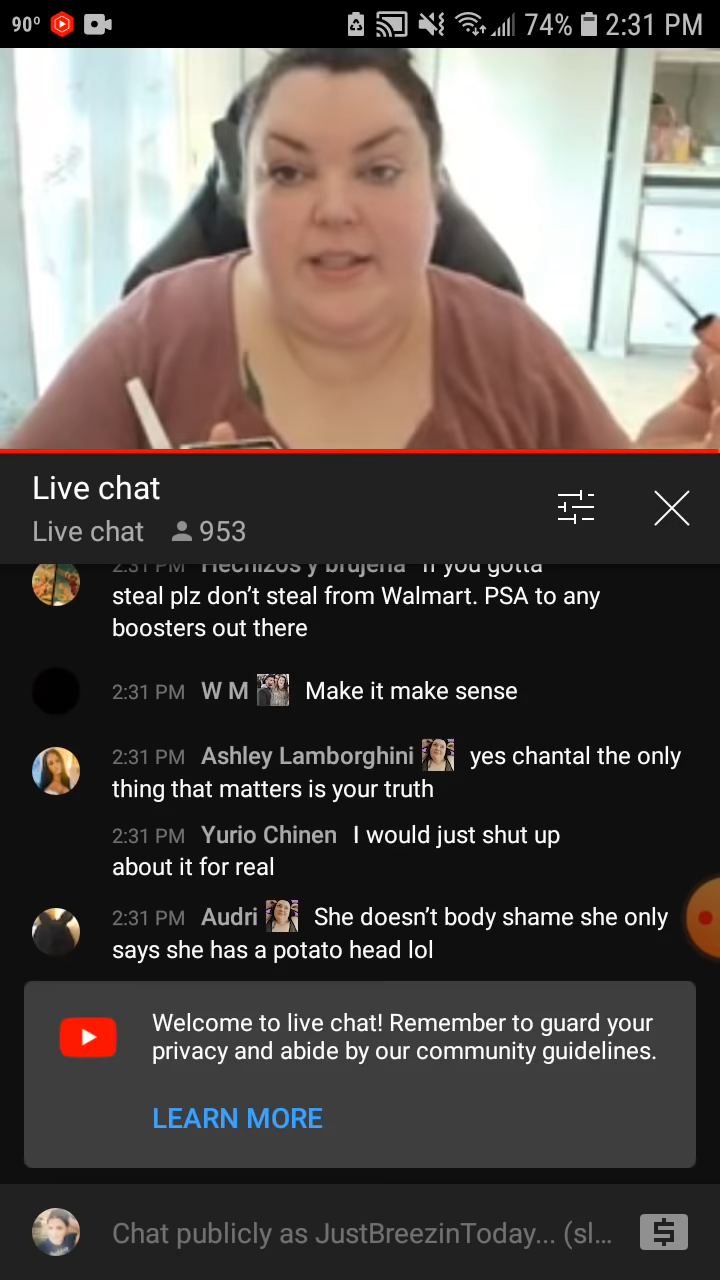 90°
74% 2:31 PM
Live chat
Live chat 953
2:31 PM Hechizos y brujeria If you gotta
steal plz don't steal from Walmart. PSA to any
boosters out there
2:31 PM W M Make it make sense
2:31 PM Ashley Lamborghini yes chantal the only
thing that matters is your truth
2:31 PM Yurio Chinen I would just shut up
about it for real
2:31 PM Audri She doesn't body shame she only
says she has a potato head lol
Welcome to live chat! Remember to guard your
privacy and abide by our community guidelines.
LEARN MORE
Chat publicly as JustBreezinToday... (sl...